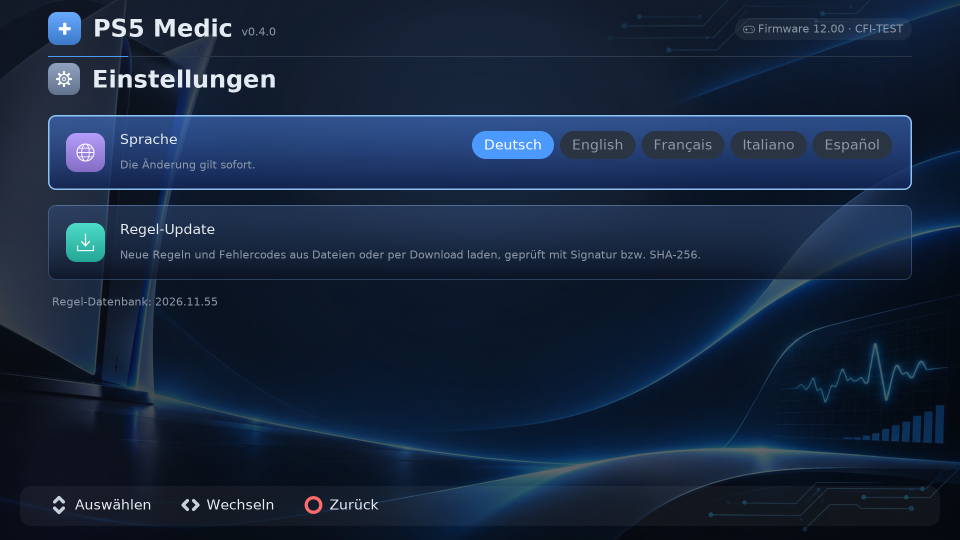 PS5 Medic v0.4.0
Firmware 12.00 · CFI-TEST
Einstellungen
Sprache
Deutsch English Français Italiano Español
Die Änderung gilt sofort.
Regel-Update
Neue Regeln und Fehlercodes aus Dateien oder per Download laden, geprüft mit Signatur bzw. SHA-256.
Regel-Datenbank: 2026.11.55
Auswählen Wechseln Zurück